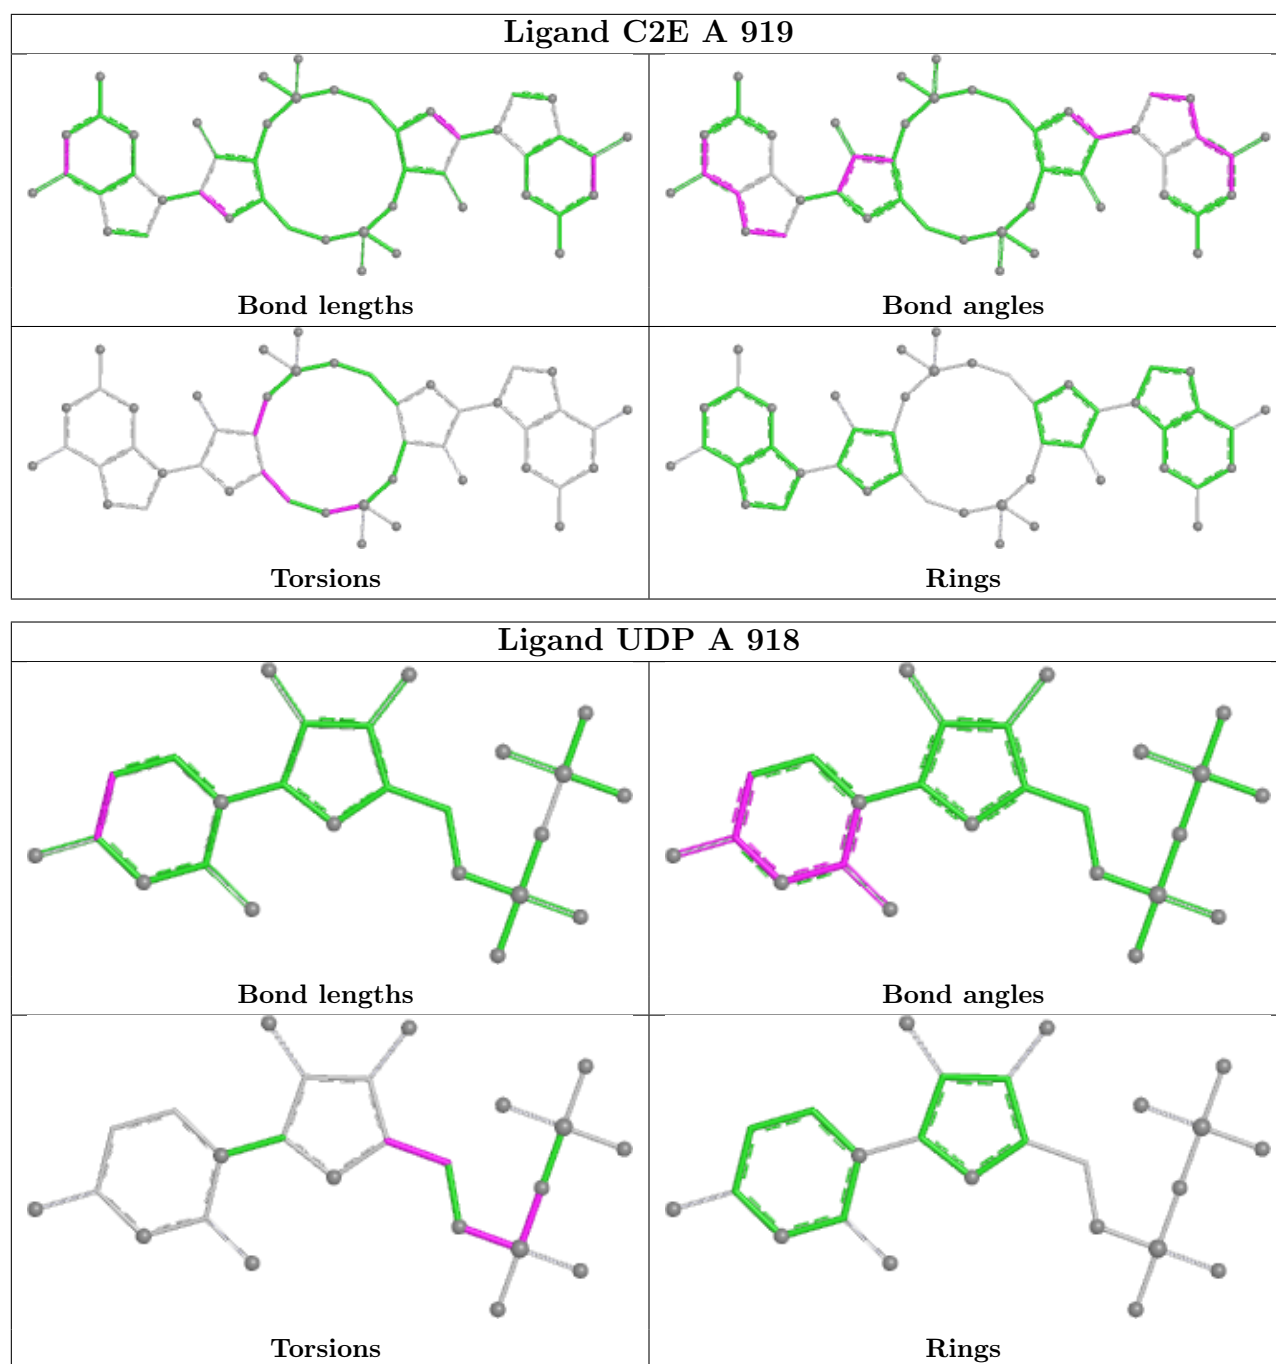 Ligand C2E A 919
Bond lengths
Bond angles
Torsions
Rings
Ligand UDP A 918
Bond lengths
Bond angles
Torsions
Rings